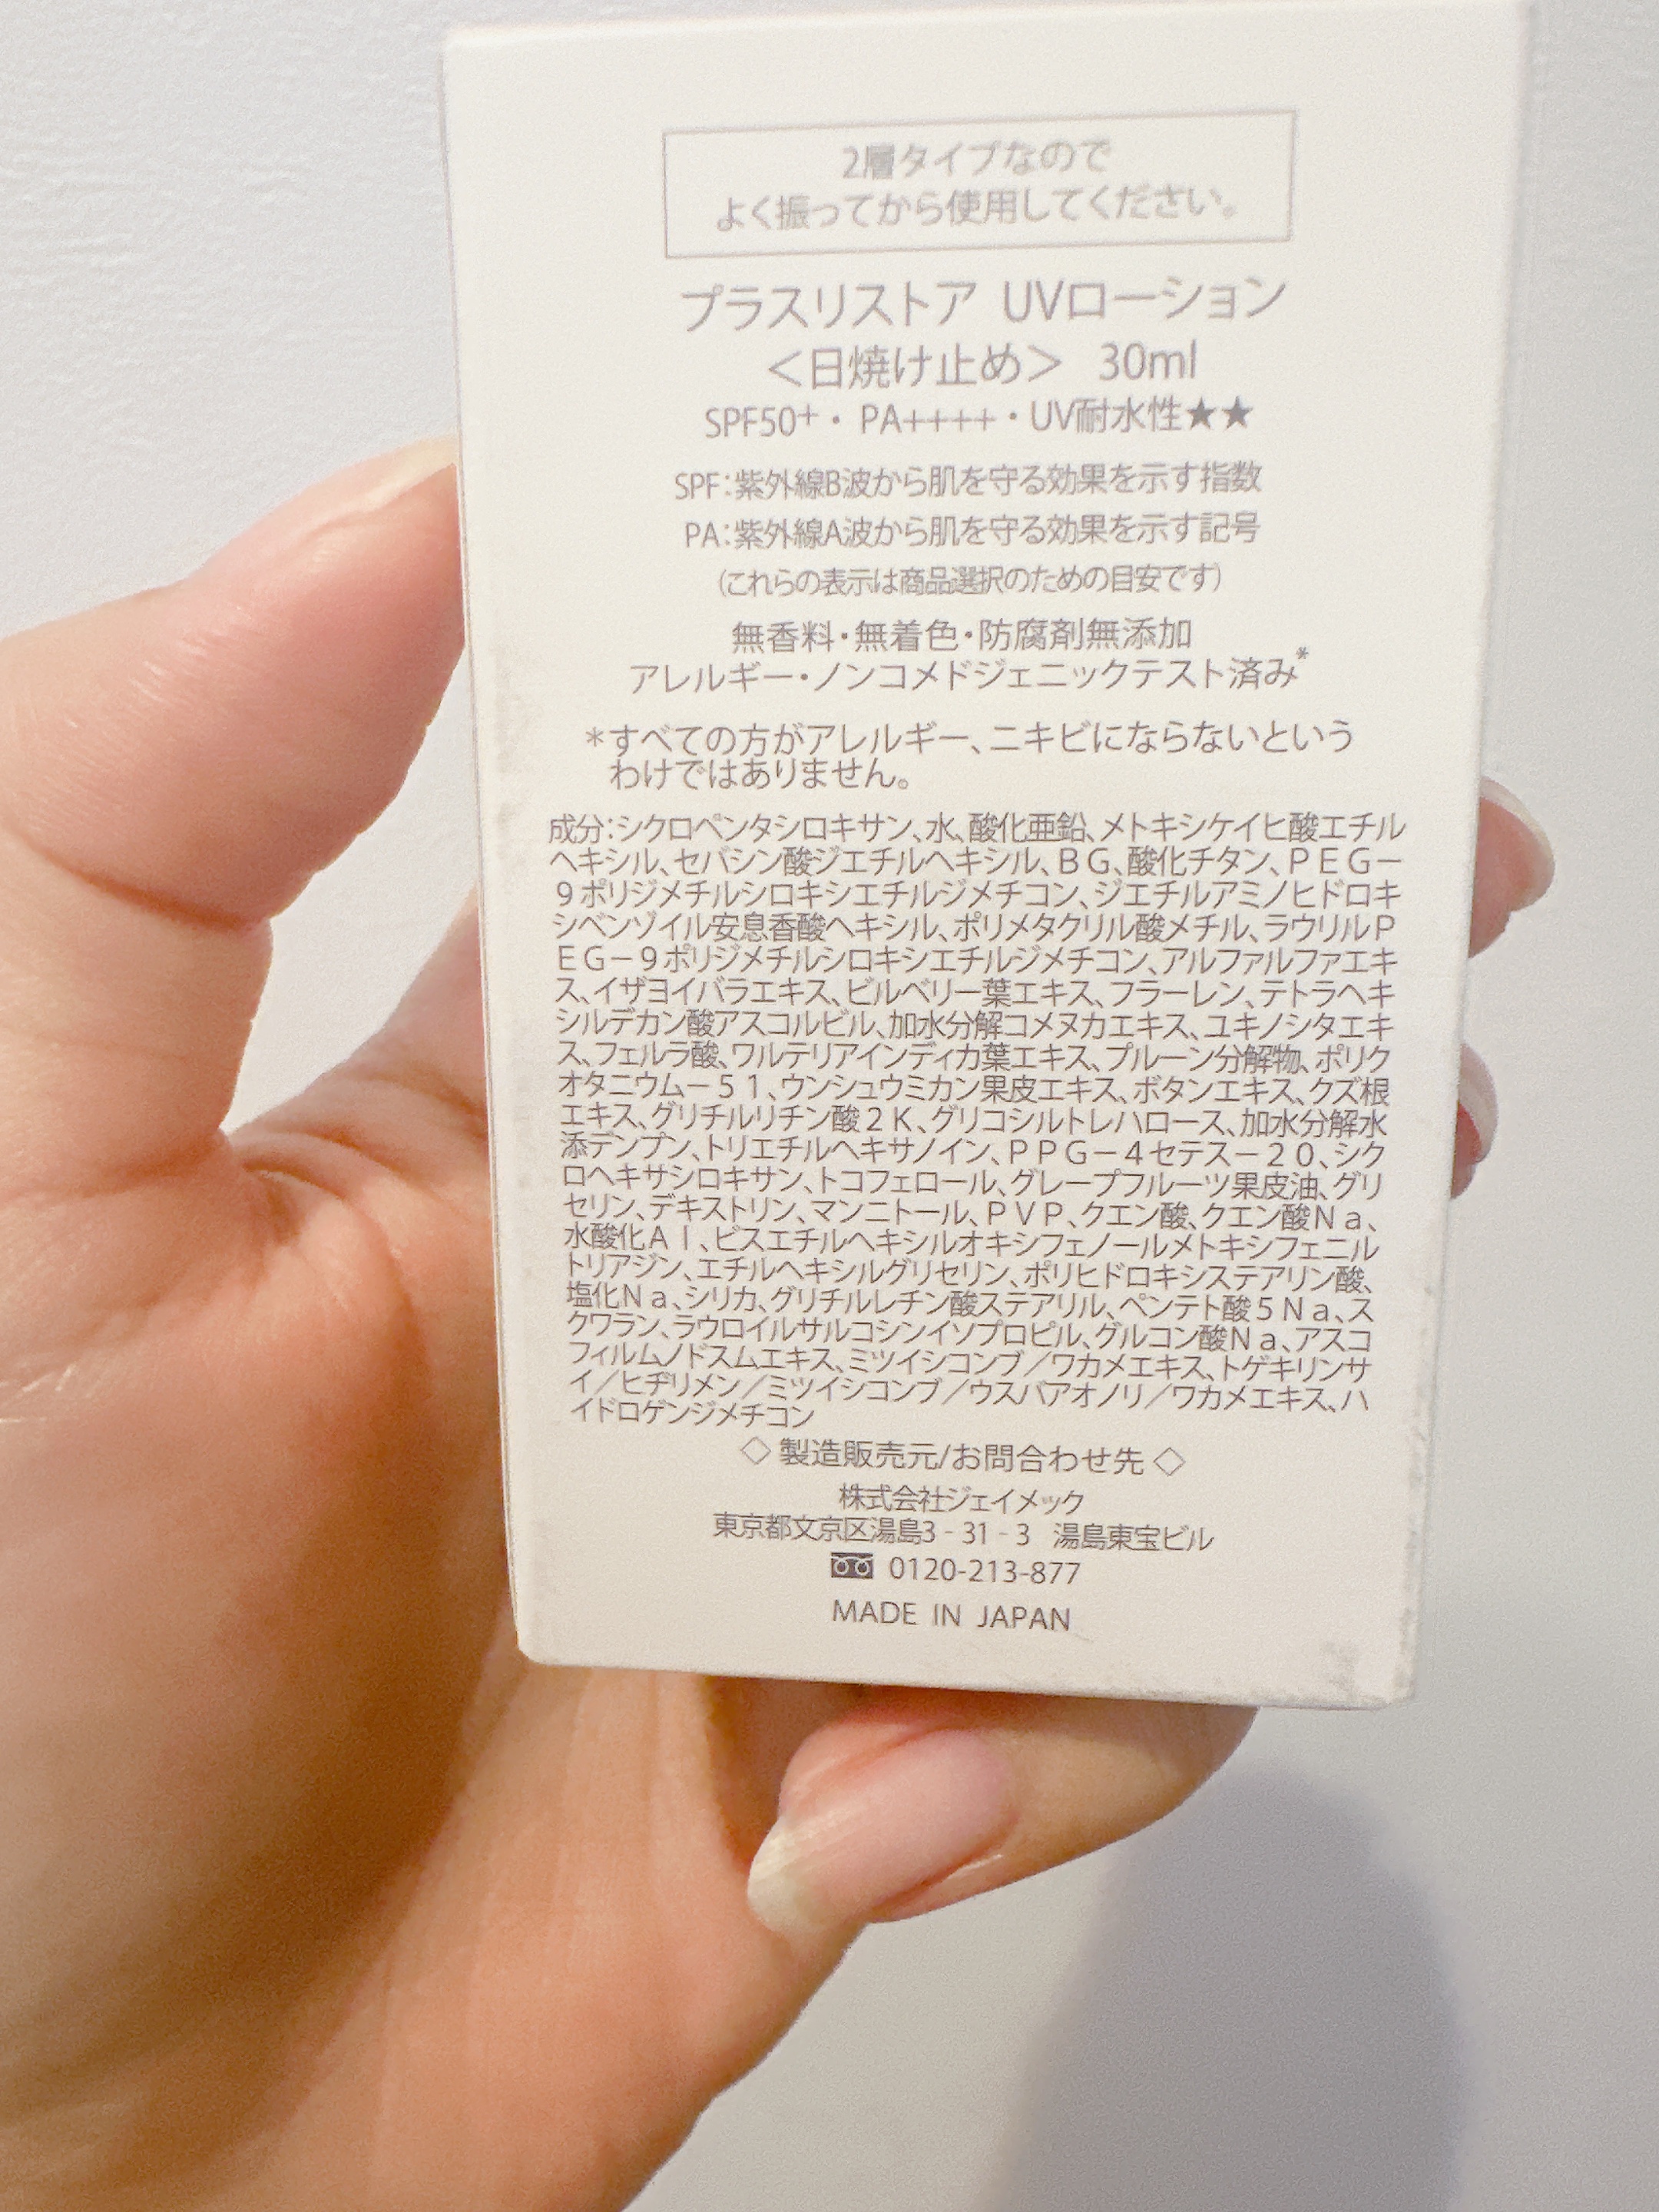 2層タイプなので
よく振ってから使用してください。
プラスリストア UVローション
＜日焼け止め＞ 30ml
SPF50+・PA++++・UV耐水性★★
SPF:紫外線B波から肌を守る効果を示す指数
PA:紫外線A波から肌を守る効果を示す記号
(これらの表示は商品選択のための目安です)
無香料・無着色・防腐剤無添加
アレルギー・ノンコメドジェニックテスト済み*
*すべての方がアレルギー、ニキビにならないという
わけではありません。
成分:シクロペンタシロキサン、水、酸化亜鉛、メトキシケイヒ酸エチル
ヘキシル、セバシン酸ジエチルヘキシル、ＢＧ、酸化チタン、ＰＥＧ－
９ポリジメチルシロキシエチルジメチコン、ジエチルアミノヒドロキ
シベンゾイル安息香酸ヘキシル、ポリメタクリル酸メチル、ラウリルＰ
ＥＧ－９ポリジメチルシロキシエチルジメチコン、アルファルファエキ
ス、イザヨイバラエキス、ビルベリー葉エキス、フラーレン、テトラヘキ
シルデカン酸アスコルビル、加水分解コメヌカエキス、ユキノシタエキ
ス、フェルラ酸、ワルテリアインディカ葉エキス、プルーン分解物、ポリク
オタニウム－５１、ウンシュウミカン果皮エキス、ボタンエキス、クズ根
エキス、グリチルリチン酸２Ｋ、グリコシルトレハロース、加水分解水
添デンプン、トリエチルヘキサノイン、ＰＰＧ－４セテス－２０、シク
ロヘキサシロキサン、トコフェロール、グレープフルーツ果皮油、グリ
セリン、デキストリン、マンニトール、ＰＶＰ、クエン酸、クエン酸Ｎａ、
水酸化Ａｌ、ビスエチルヘキシルオキシフェノールメトキシフェニル
トリアジン、エチルヘキシルグリセリン、ポリヒドロキシステアリン酸、
塩化Ｎａ、シリカ、グリチルレチン酸ステアリル、ペンテト酸５Ｎａ、ス
クワラン、ラウロイルサルコシンイソプロピル、グルコン酸Ｎａ、アスコ
フィルムノドスムエキス、ミツイシコンブ／ワカメエキス、トゲキリンサ
イ／ヒヂリメン／ミツイシコンブ／ウスバアオノリ／ワカメエキス、ハ
イドロゲンジメチコン
◇ 製造販売元/お問合わせ先 ◇
株式会社ジェイメック
東京都文京区湯島3-31-3 湯島東宝ビル
0120-213-877
MADE IN JAPAN